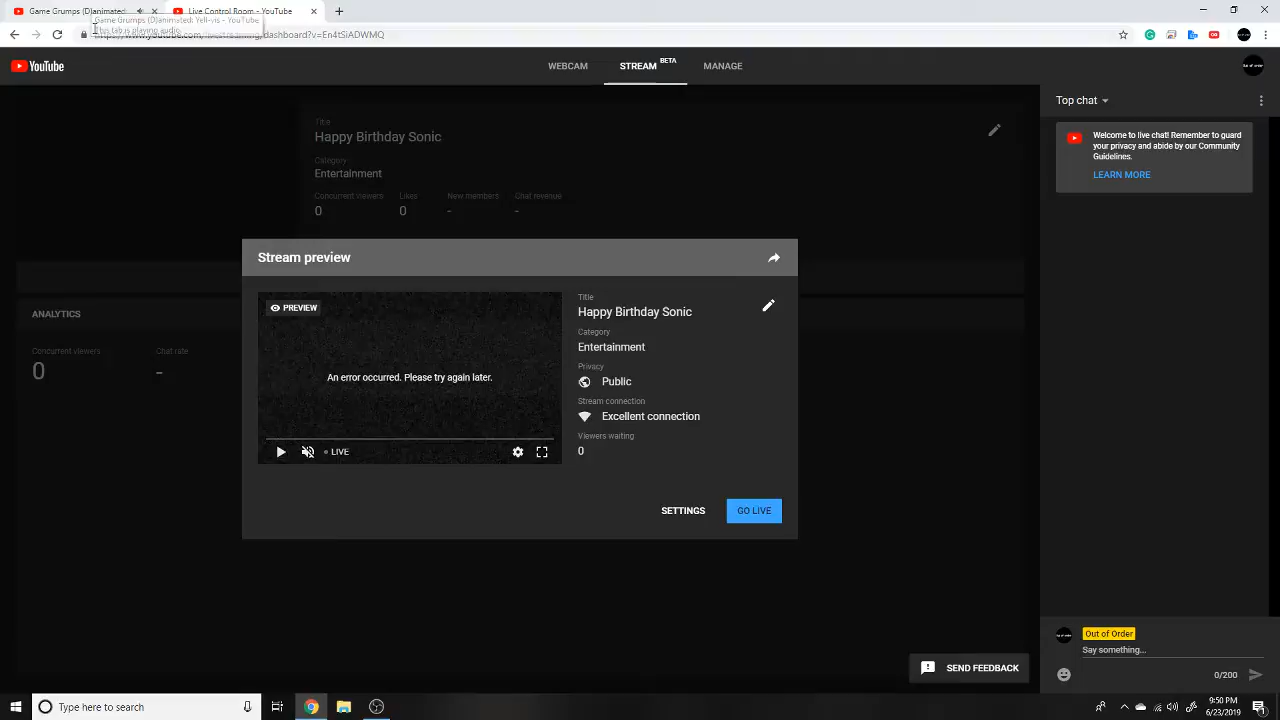 Game Grumps (D)animated:
Live Control Room - YouTube
Game Grumps (D)animated: Yell-vis - YouTube
This tab is playing audio.
dashboard?v=En4tSiADWMQ
YouTube
WEBCAM
STREAM BETA
MANAGE
Top chat
Welcome to live chat! Remember to guard
your privacy and abide by our Community
Guidelines.
LEARN MORE
Title
Happy Birthday Sonic
Category
Entertainment
Concurrent viewers Likes New members Chat revenue
0 0 - -
ANALYTICS
Concurrent viewers Chat rate
0 -
Stream preview
PREVIEW
An error occurred. Please try again later.
LIVE
Title
Happy Birthday Sonic
Category
Entertainment
Privacy
Public
Stream connection
Excellent connection
Viewers waiting
0
SETTINGS
GO LIVE
SEND FEEDBACK
Out of Order
Say something...
0/200
Type here to search
9:50 PM
6/23/2019